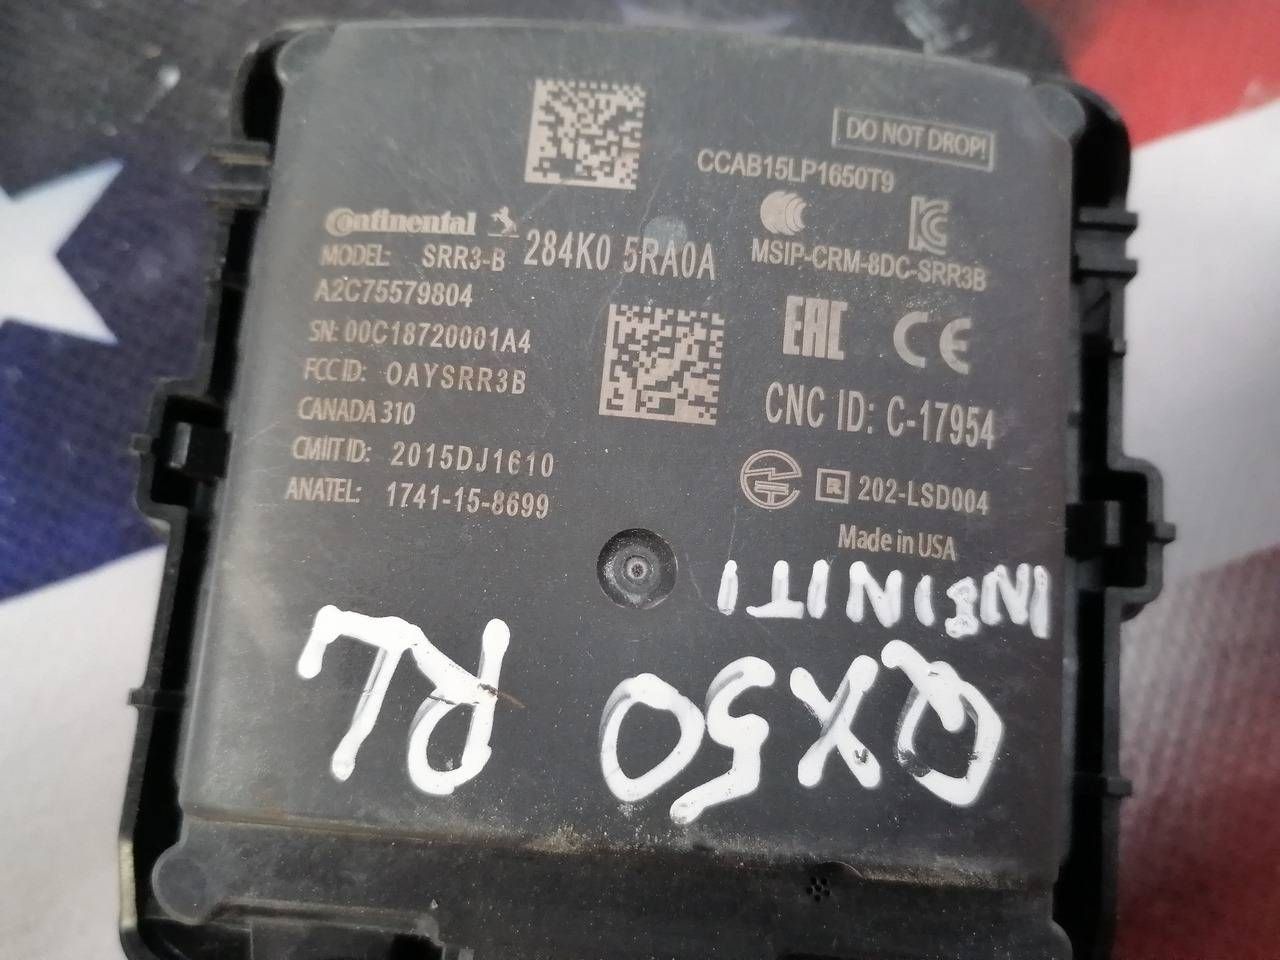 DO NOT DROP!
CCAB15LP1650T9
Continental
MODEL: SRR3-B 284K0 5RA0A
MSIP-CRM-8DC-SRR3B
A2C75579804
SN: 00C18720001A4
EAC CE
FCC ID: OAYSRR3B
CANADA 310
CNC ID: C-17954
CMIIT ID: 2015DJ1610
ANATEL: 1741-15-8699
R 202-LSD004
Made in USA
INFINITI
QX50 RL